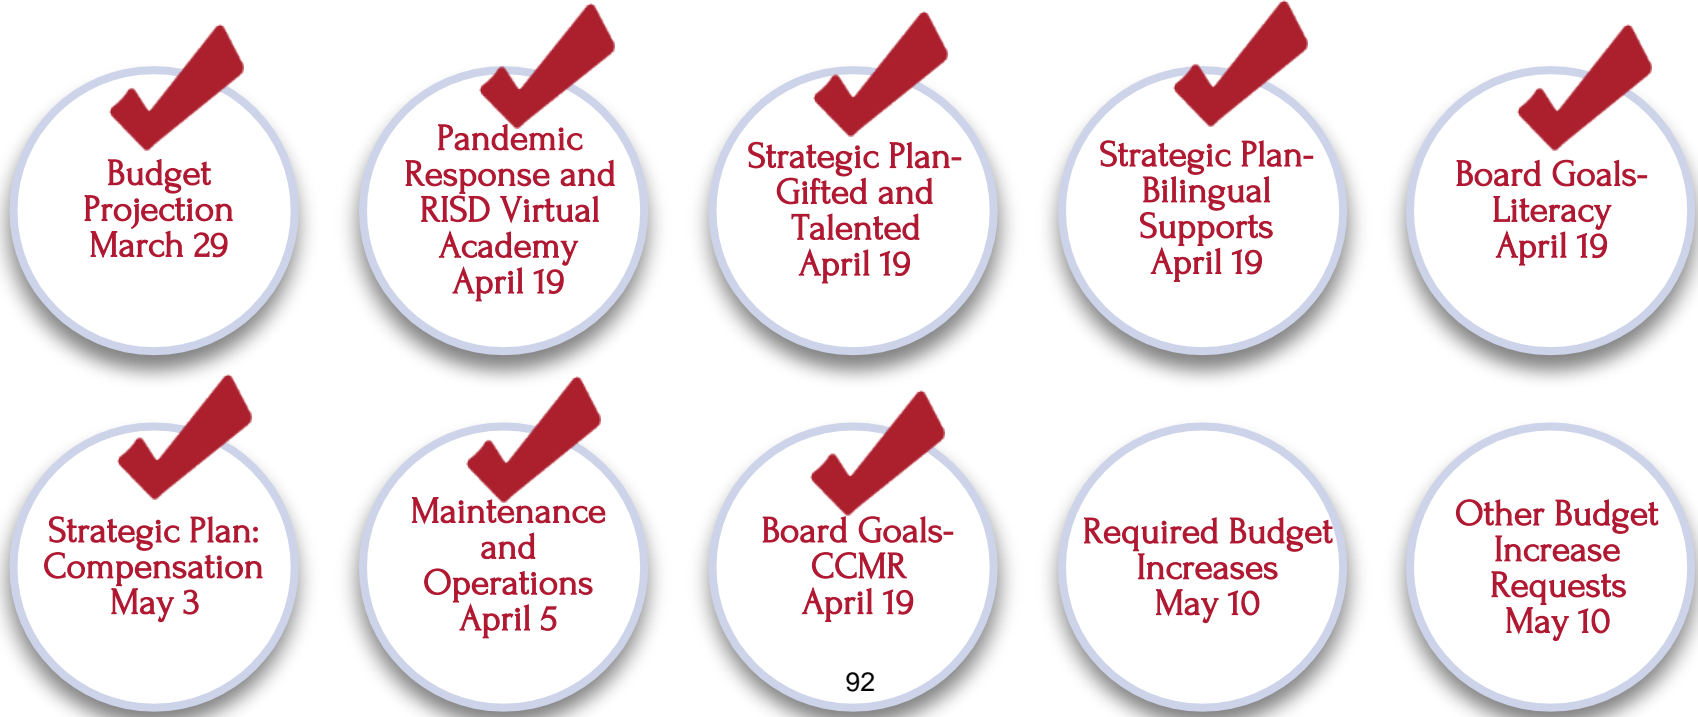 Budget
Projection
March 29
Pandemic
Response and
RISD Virtual
Academy
April 19
Strategic Plan-
Gifted and
Talented
April 19
Strategic Plan-
Bilingual
Supports
April 19
Board Goals-
Literacy
April 19
Strategic Plan:
Compensation
May 3
Maintenance
and
Operations
April 5
Board Goals-
CCMR
April 19
Required Budget
Increases
May 10
Other Budget
Increase
Requests
May 10
92